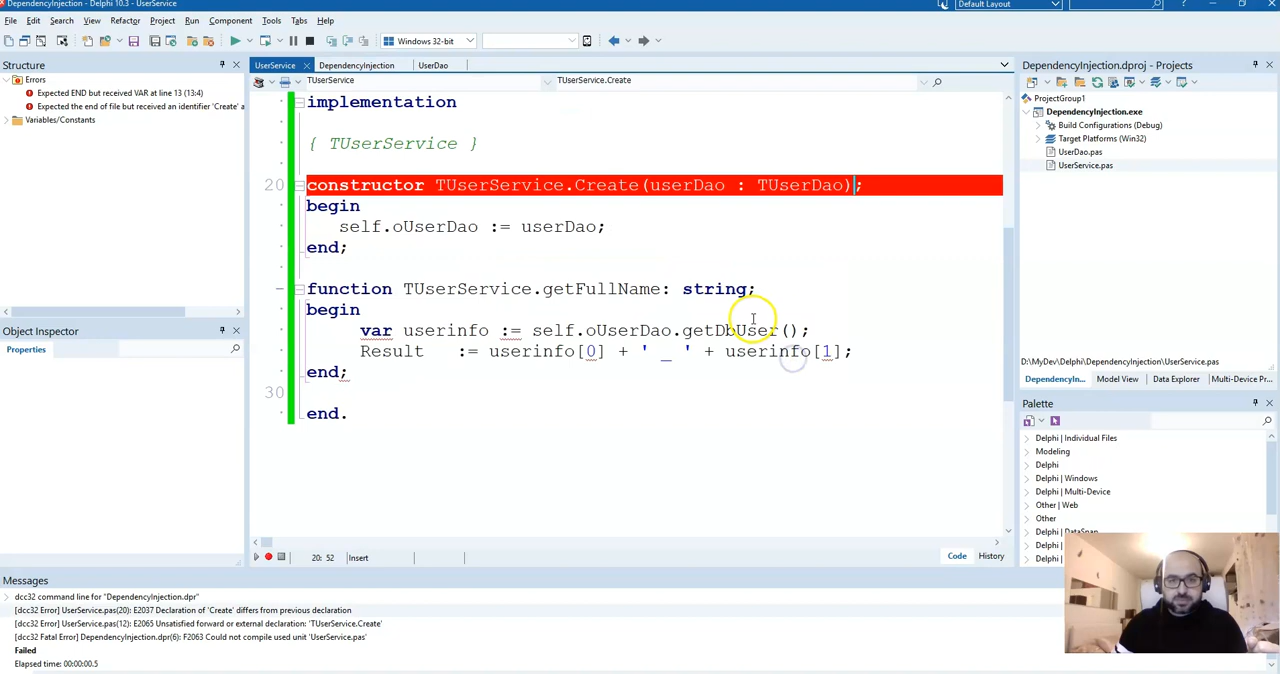 DependencyInjection - Delphi 10.3 - UserService
Default Layout
File Edit Search View Refactor Project Run Component Tools Tabs Help
Windows 32-bit
Structure
Errors
Expected END but received VAR at line 13 (13:4)
Expected the end of file but received an identifier 'Create' a
Variables/Constants
Object Inspector
Properties
UserService DependencyInjection UserDao
TUserService TUserService.Create
implementation
{ TUserService }
20 constructor TUserService.Create(userDao : TUserDao);
begin
self.oUserDao := userDao;
end;
function TUserService.getFullName: string;
begin
var userinfo := self.oUserDao.getDbUser();
Result := userinfo[0] + ' _ ' + userinfo[1];
end;
30
end.
20: 52 Insert
Code History
DependencyInjection.dproj - Projects
ProjectGroup1
DependencyInjection.exe
Build Configurations (Debug)
Target Platforms (Win32)
UserDao.pas
UserService.pas
D:\MyDev\Delphi\DependencyInjection\UserService.pas
DependencyIn... Model View Data Explorer Multi-Device Pr...
Palette
Delphi | Individual Files
Modeling
Delphi
Delphi | Windows
Delphi | Multi-Device
Other | Web
Other
Delphi | DataSnap
Messages
dcc32 command line for "DependencyInjection.dpr"
[dcc32 Error] UserService.pas(20): E2037 Declaration of 'Create' differs from previous declaration
[dcc32 Error] UserService.pas(12): E2065 Unsatisfied forward or external declaration: 'TUserService.Create'
[dcc32 Fatal Error] DependencyInjection.dpr(6): F2063 Could not compile used unit 'UserService.pas'
Failed
Elapsed time: 00:00:00.5